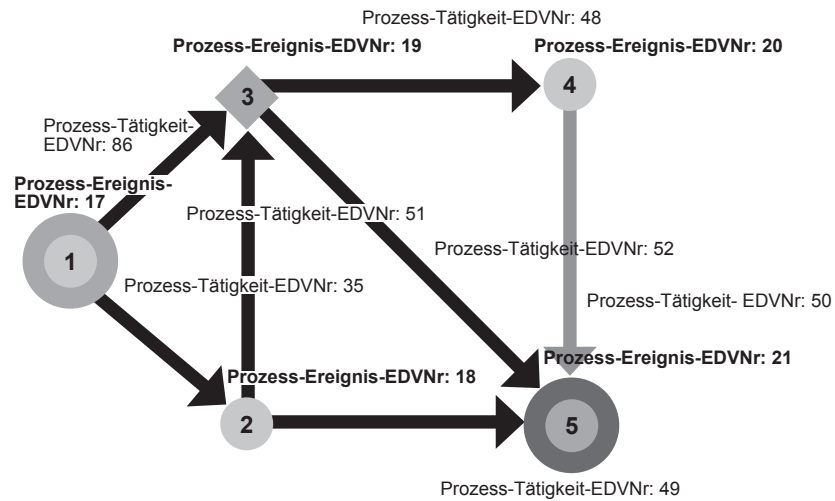 Prozess-Tätigkeit-EDVNr: 48
Prozess-Ereignis-EDVNr: 19
Prozess-Ereignis-EDVNr: 20
3
4
Prozess-Tätigkeit-
EDVNr: 86
Prozess-Ereignis-
EDVNr: 17
Prozess-Tätigkeit-EDVNr: 51
Prozess-Tätigkeit-EDVNr: 52
1
Prozess-Tätigkeit-EDVNr: 35
Prozess-Tätigkeit- EDVNr: 50
Prozess-Ereignis-EDVNr: 21
Prozess-Ereignis-EDVNr: 18
2
5
Prozess-Tätigkeit-EDVNr: 49